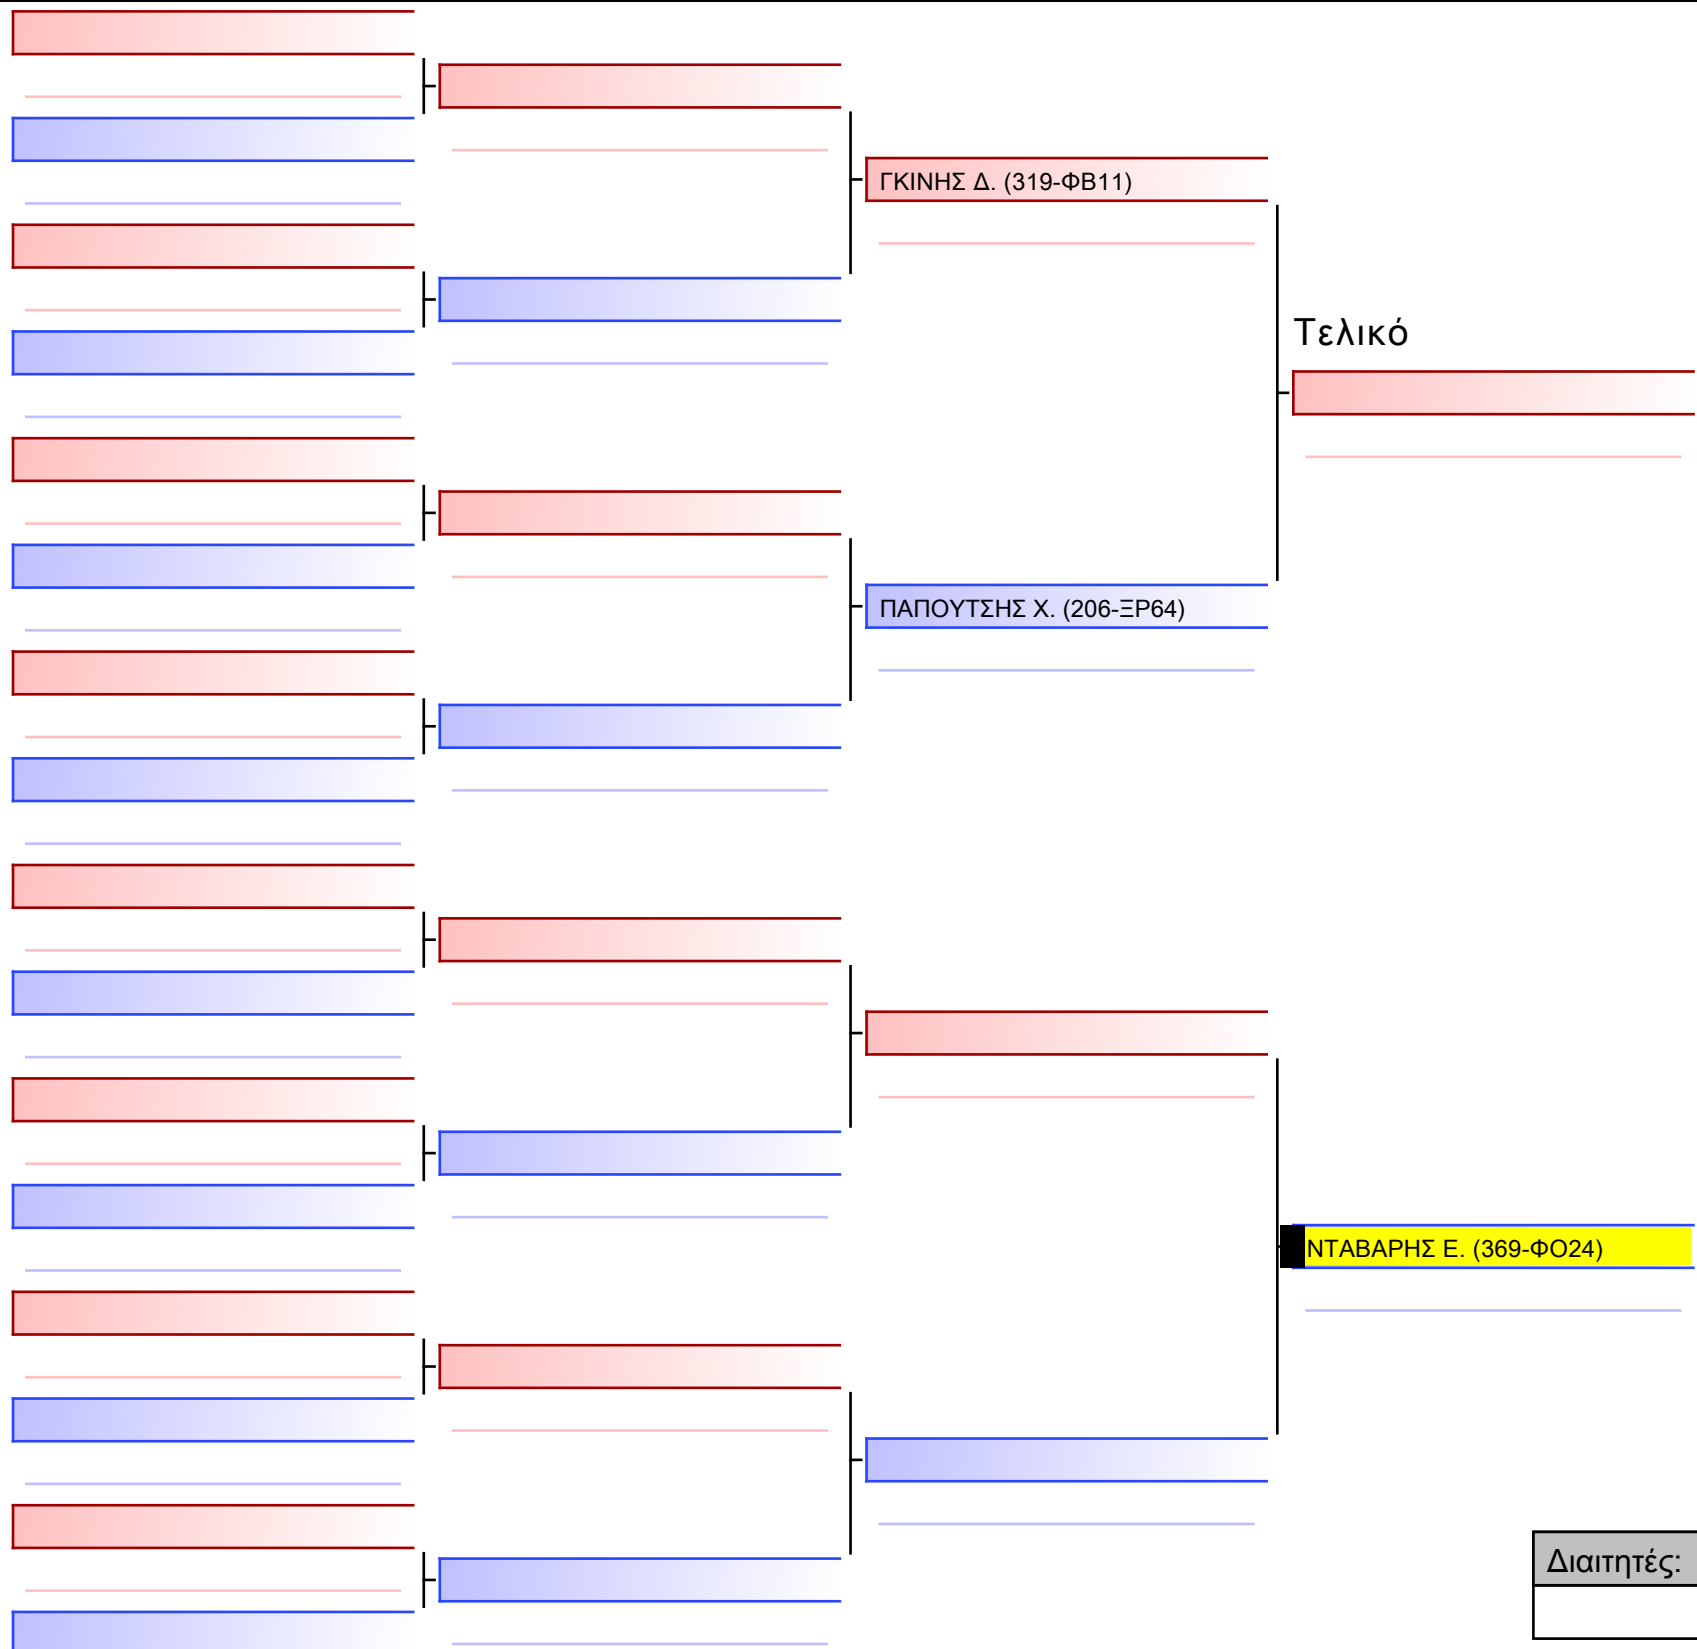 ΓΚΙΝΗΣ Δ. (319-ΦΒ11)
Τελικό
ΠΑΠΟΥΤΣΗΣ Χ. (206-ΞΡ64)
ΝΤΑΒΑΡΗΣ Ε. (369-ΦΟ24)
Διαιτητές: